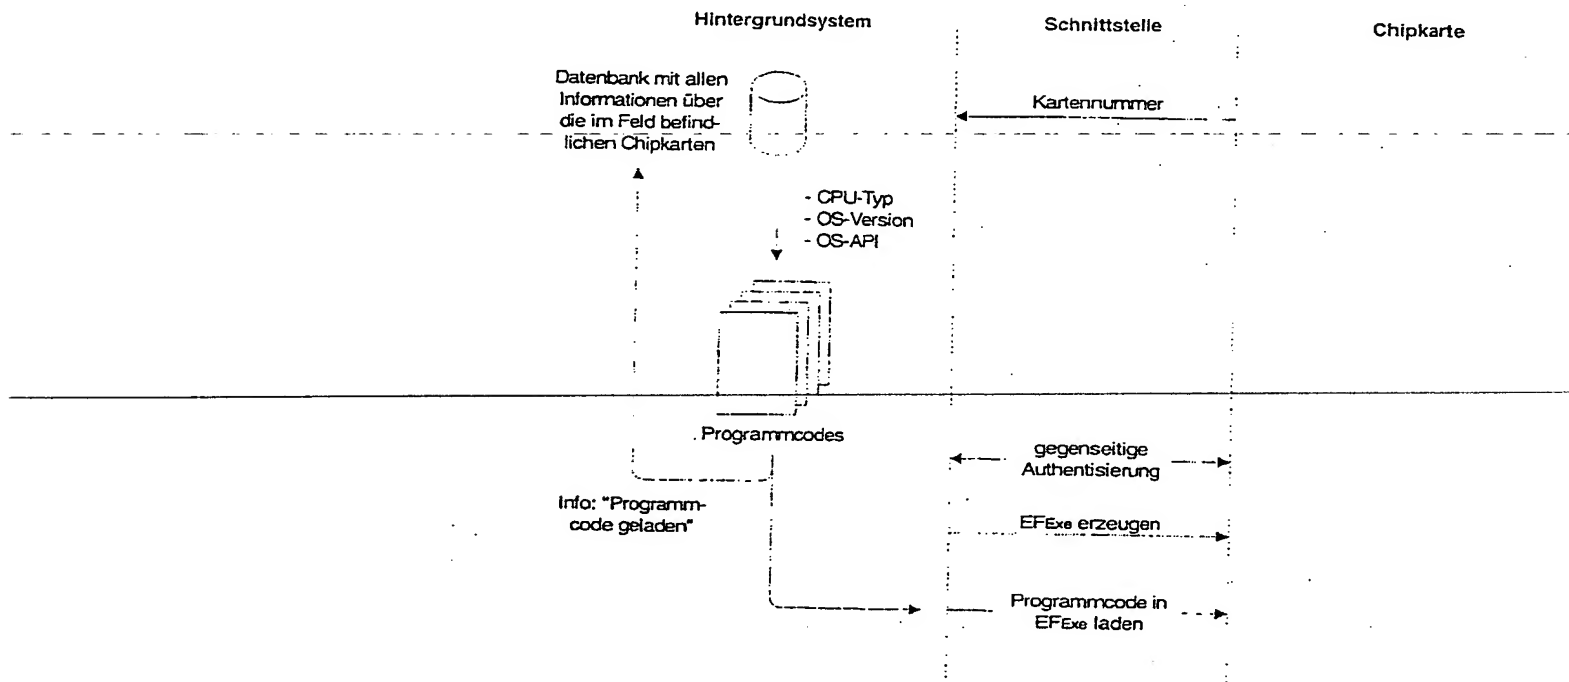 Hintergrundsystem
Schnittstelle
Chipkarte
Datenbank mit allen
Informationen über
die im Feld befind-
lichen Chipkarten
Kartennummer
- CPU-Typ
- OS-Version
- OS-API
Programmcodes
gegenseitige
Authentisierung
Info: "Programm-
code geladen"
EFExe erzeugen
Programmcode in
EFExe laden